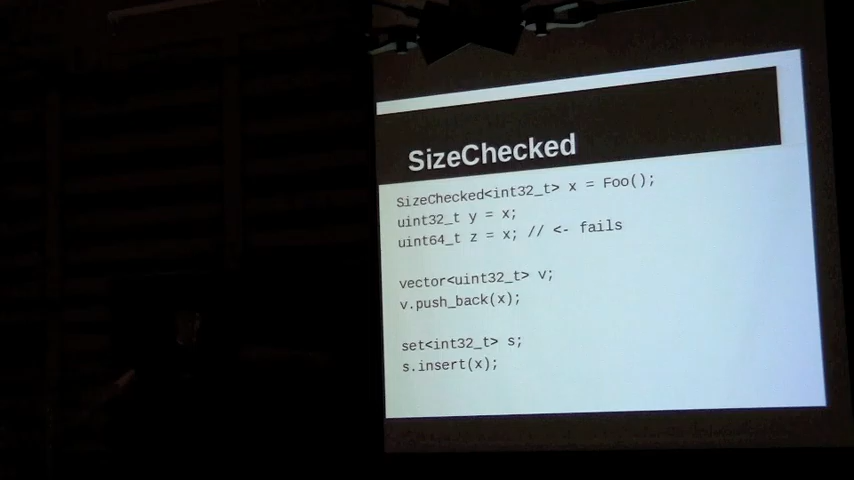 SizeChecked
SizeChecked<int32_t> x = Foo();
uint32_t y = x;
uint64_t z = x; // <- fails
vector<uint32_t> v;
v.push_back(x);
set<int32_t> s;
s.insert(x);